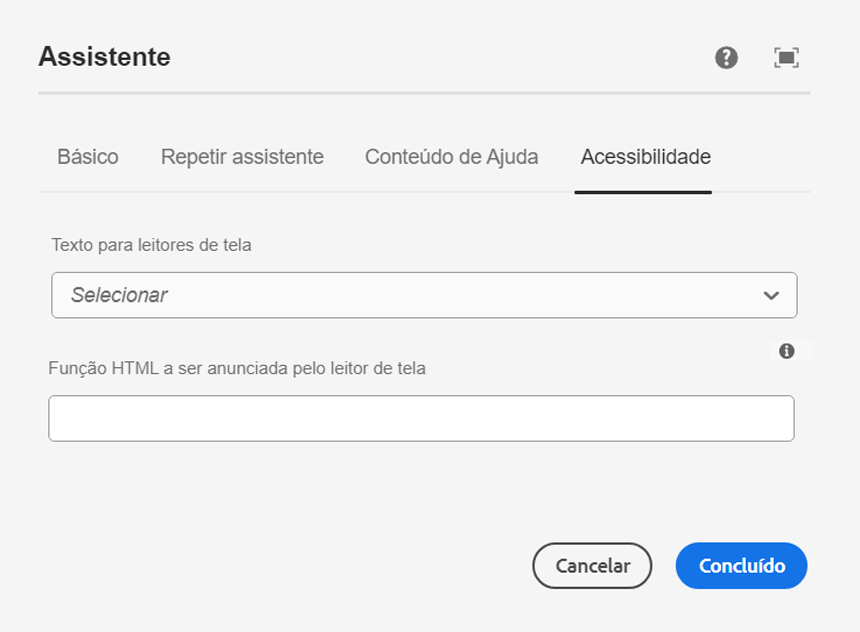 Assistente
Básico Repetir assistente Conteúdo de Ajuda Acessibilidade
Texto para leitores de tela
Selecionar
Função HTML a ser anunciada pelo leitor de tela
Cancelar Concluído